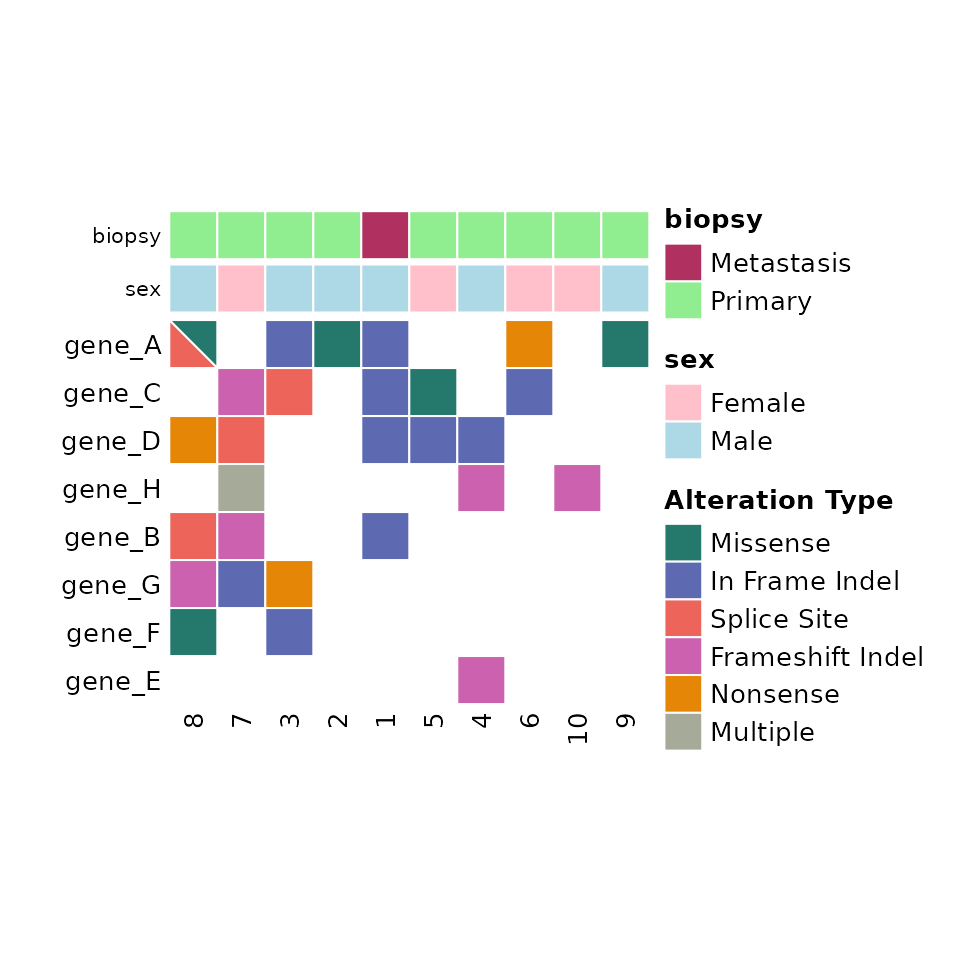 biopsy
sex
gene_A
gene_C
gene_D
gene_H
gene_B
gene_G
gene_F
gene_E
8 7 3 2 1 5 4 6 10 9
biopsy
Metastasis
Primary
sex
Female
Male
Alteration Type
Missense
In Frame Indel
Splice Site
Frameshift Indel
Nonsense
Multiple